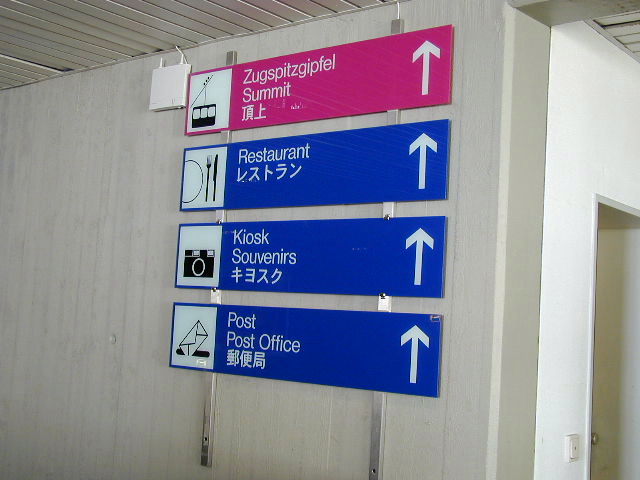 Zugspitzgipfel
Summit
頂上
Restaurant
レストラン
Kiosk
Souvenirs
キヨスク
Post
Post Office
郵便局